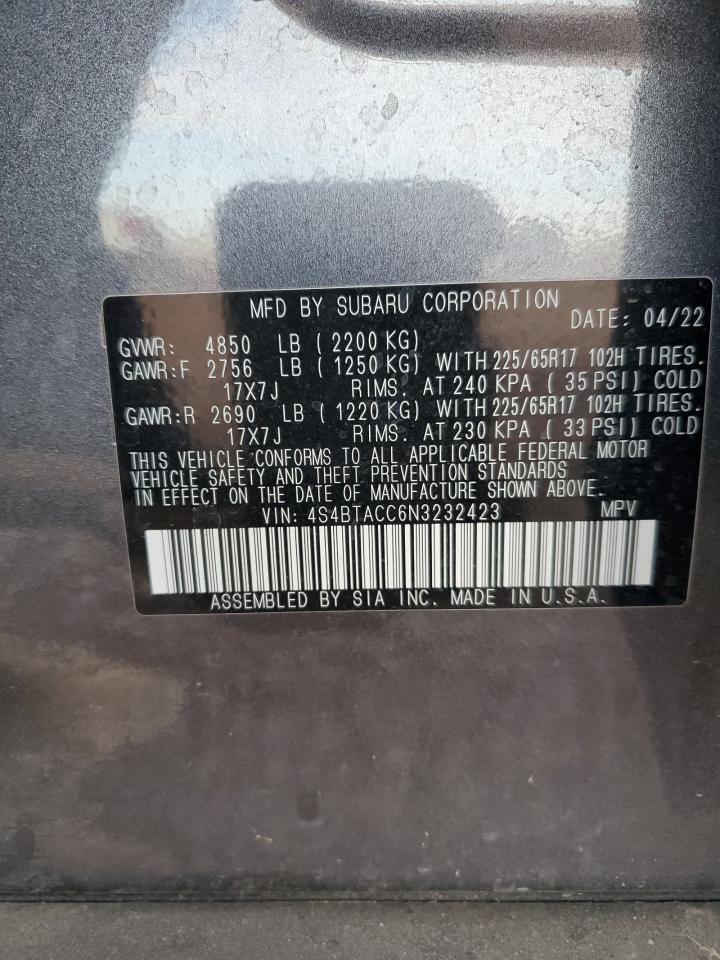 MFD BY SUBARU CORPORATION
DATE: 04/22
GVWR: 4850 LB ( 2200 KG)
GAWR:F 2756 LB ( 1250 KG) WITH 225/65R17 102H TIRES.
17X7J RIMS. AT 240 KPA ( 35 PSI) COLD
GAWR:R 2690 LB ( 1220 KG) WITH 225/65R17 102H TIRES.
17X7J RIMS. AT 230 KPA ( 33 PSI) COLD
THIS VEHICLE CONFORMS TO ALL APPLICABLE FEDERAL MOTOR
VEHICLE SAFETY AND THEFT PREVENTION STANDARDS
IN EFFECT ON THE DATE OF MANUFACTURE SHOWN ABOVE.
VIN: 4S4BTACC6N3232423 MPV
ASSEMBLED BY SIA INC. MADE IN U.S.A.